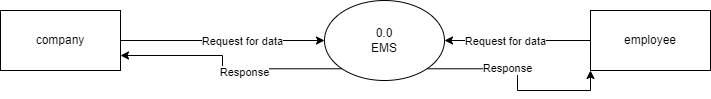 0.0
company
Request for data
EMS
Request for data
employee
Response
Response